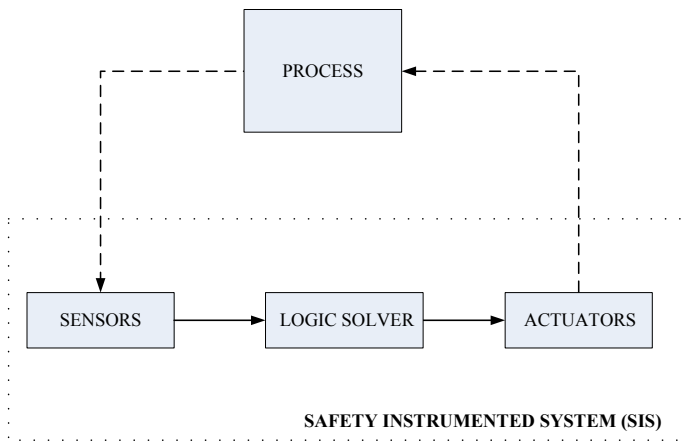 PROCESS
SENSORS
LOGIC SOLVER
ACTUATORS
SAFETY INSTRUMENTED SYSTEM (SIS)